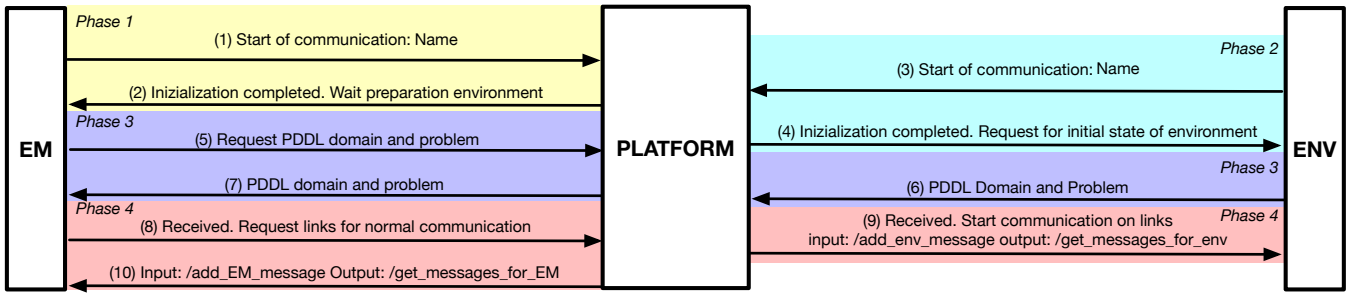 Phase 1
(1) Start of communication: Name
(2) Inizialization completed. Wait preparation environment
Phase 3
(5) Request PDDL domain and problem
(7) PDDL domain and problem
Phase 4
(8) Received. Request links for normal communication
(10) Input: /add_EM_message Output: /get_messages_for_EM
EM
PLATFORM
ENV
Phase 2
(3) Start of communication: Name
(4) Inizialization completed. Request for initial state of environment
Phase 3
(6) PDDL Domain and Problem
Phase 4
(9) Received. Start communication on links
input: /add_env_message output: /get_messages_for_env